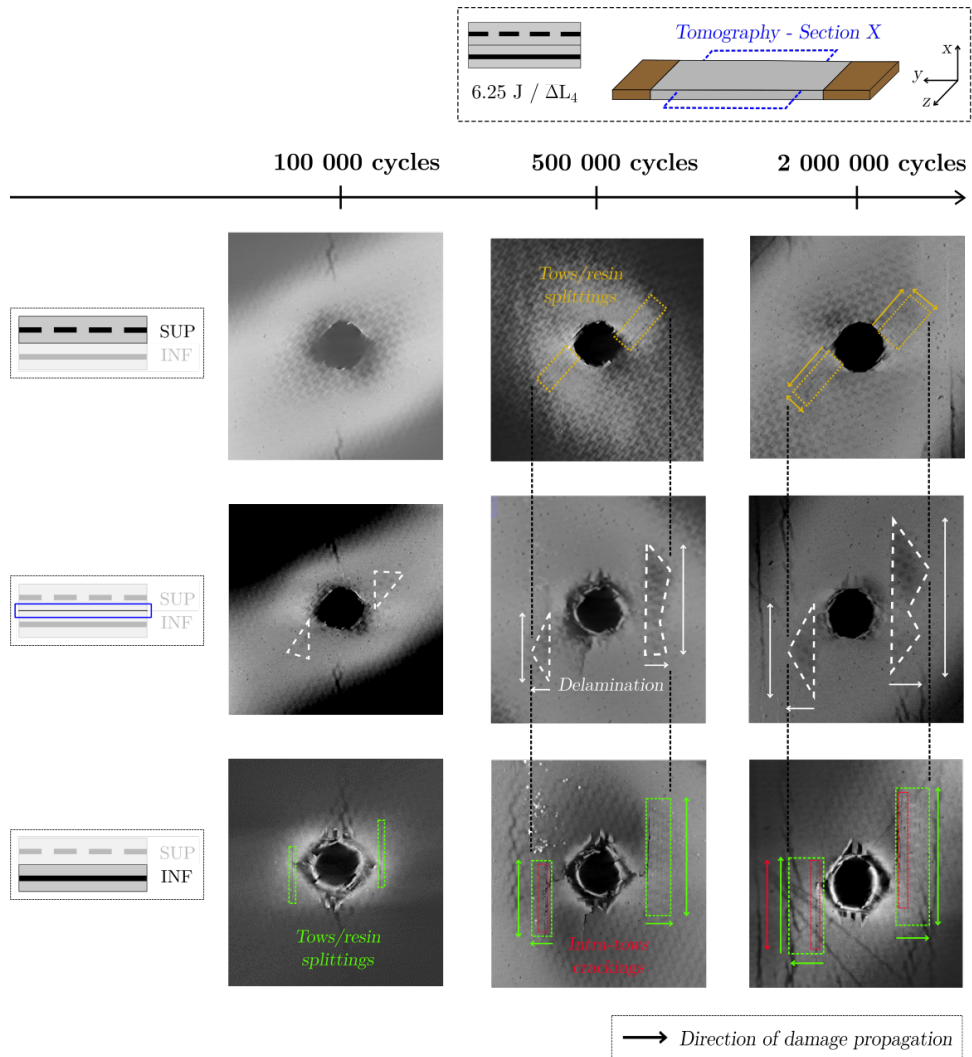 Tomography - Section X
6.25 J / ΔL₄
x
y
z
100 000 cycles
500 000 cycles
2 000 000 cycles
SUP
INF
Tows/resin
splittings
SUP
INF
Delamination
SUP
INF
Tows/resin
splittings
Intra-tows
crackings
Direction of damage propagation